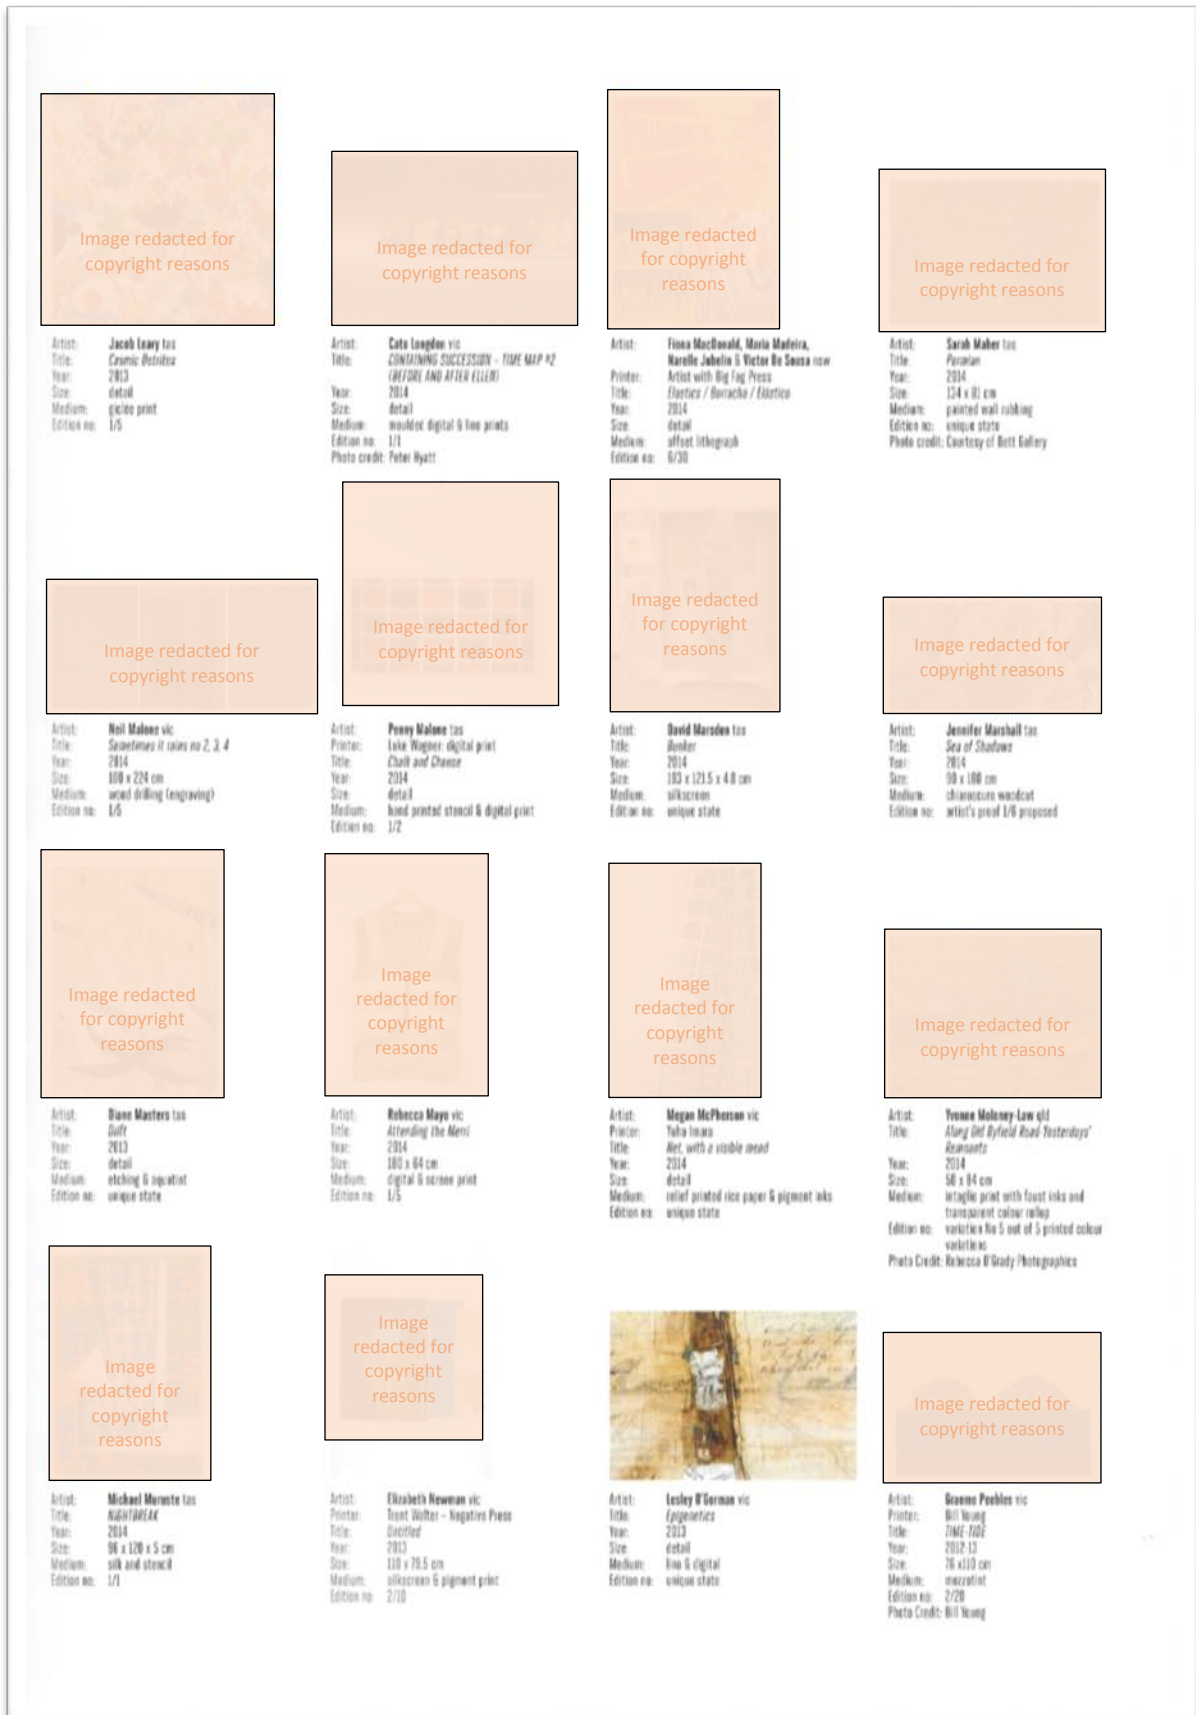 Image redacted for
copyright reasons
Artist: Jacob Leary tas
Title: Cosmic Detritus
Year: 2013
Size: detail
Medium: giclée print
Edition no: 1/5
Image redacted for
copyright reasons
Artist: Cate Longdon vic
Title: CONTAINING SUCCESSION – TIME MAP #2
(BEFORE AND AFTER ELLEN)
Year: 2014
Size: detail
Medium: moulded digital & lino prints
Edition no: 1/1
Photo credit: Peter Hyatt
Image redacted
for copyright
reasons
Artist: Fiona MacDonald, Maria Madeira,
Narelle Jubelin & Victor De Sousa nsw
Printer: Artist with Big Fag Press
Title: Elastics / Borracha / Elástico
Year: 2014
Size: detail
Medium: offset lithograph
Edition no: 6/30
Image redacted for
copyright reasons
Artist: Sarah Maher tas
Title:
Year: 2014
Size: 134 x 81 cm
Medium: painted wall rubbing
Edition no: unique state
Photo credit: Courtesy of Bett Gallery
Image redacted for
copyright reasons
Artist: Neil Malone vic
Title: Sometimes it rains no 2, 3, 4
Year: 2014
Size: 100 x 224 cm
Medium: wood drilling (engraving)
Edition no: 1/5
Image redacted for
copyright reasons
Artist: Penny Malone tas
Printer: Luke Wagner: digital print
Title: Chalk and Cheese
Year: 2014
Size: detail
Medium: hand printed stencil & digital print
Edition no: 1/2
Image redacted
for copyright
reasons
Artist: David Marsden tas
Title: Bunker
Year: 2014
Size: 183 x 121.5 x 4.8 cm
Medium: silkscreen
Edition no: unique state
Image redacted for
copyright reasons
Artist: Jennifer Marshall tas
Title: Sea of Shadows
Year: 2014
Size: 90 x 180 cm
Medium: chiaroscuro woodcut
Edition no: artist's proof 1/6 proposed
Image redacted
for copyright
reasons
Artist: Diane Masters tas
Title: Drift
Year: 2013
Size: detail
Medium: etching & aquatint
Edition no: unique state
Image
redacted for
copyright
reasons
Artist: Rebecca Mayo vic
Title: Attending the Merri
Year: 2014
Size: 180 x 64 cm
Medium: digital & screen print
Edition no: 1/5
Image
redacted for
copyright
reasons
Artist: Megan McPherson vic
Printer: Yuha Imura
Title: Net, with a visible mend
Year: 2014
Size: detail
Medium: relief printed rice paper & pigment inks
Edition no: unique state
Image redacted for
copyright reasons
Artist: Yvonne Moloney-Law qld
Title: Along Old Byfield Road-Yesterdays'
Remnants
Year: 2014
Size: 50 x 84 cm
Medium: intaglio print with faust inks and
transparent colour rollup
Edition no: variation No 5 out of 5 printed colour
variations
Photo Credit: Rebecca O'Grady Photographics
Image
redacted for
copyright
reasons
Artist: Michael Muruste tas
Title: NIGHTBREAK
Year: 2014
Size: 96 x 120 x 5 cm
Medium: silk and stencil
Edition no: 1/1
Image
redacted for
copyright
reasons
Artist: Elizabeth Newman vic
Printer: Trent Walter – Negative Press
Title: Untitled
Year: 2013
Size: 110 x 79.5 cm
Medium: silkscreen & pigment print
Edition no: 2/10
Artist: Lesley O'Gorman vic
Title: Epigenetics
Year: 2013
Size: detail
Medium: lino & digital
Edition no: unique state
Image redacted for
copyright reasons
Artist: Graeme Peebles vic
Printer: Bill Young
Title: TIME-TIDE
Year: 2012-13
Size: 76 x110 cm
Medium: mezzotint
Edition no: 2/20
Photo Credit: Bill Young